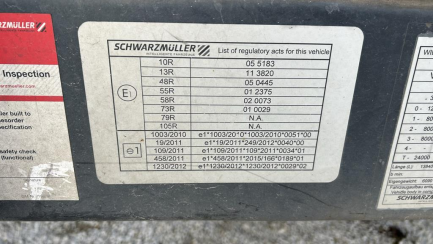 SCHWARZMÜLLER
Inspection
SCHWARZMÜLLER List of regulatory acts for this vehicle
INTELLIGENTE FAHRZEUGE
E1
10R 05 5183
13R 11 3820
48R 05 0445
55R 01 2375
58R 02 0073
73R 01 0029
79R N.A.
105R N.A.
e1
1003/2010 e1*1003/2010*1003/2010*0051*00
19/2011 e1*19/2011*249/2012*0040*00
109/2011 e1*109/2011*109*2011*0034*01
458/2011 e1*458/2011*2015/166*0189*01
1230/2012 e1*1230/2012*1230/2012*0029*02
T - 24000
SCHWARZM